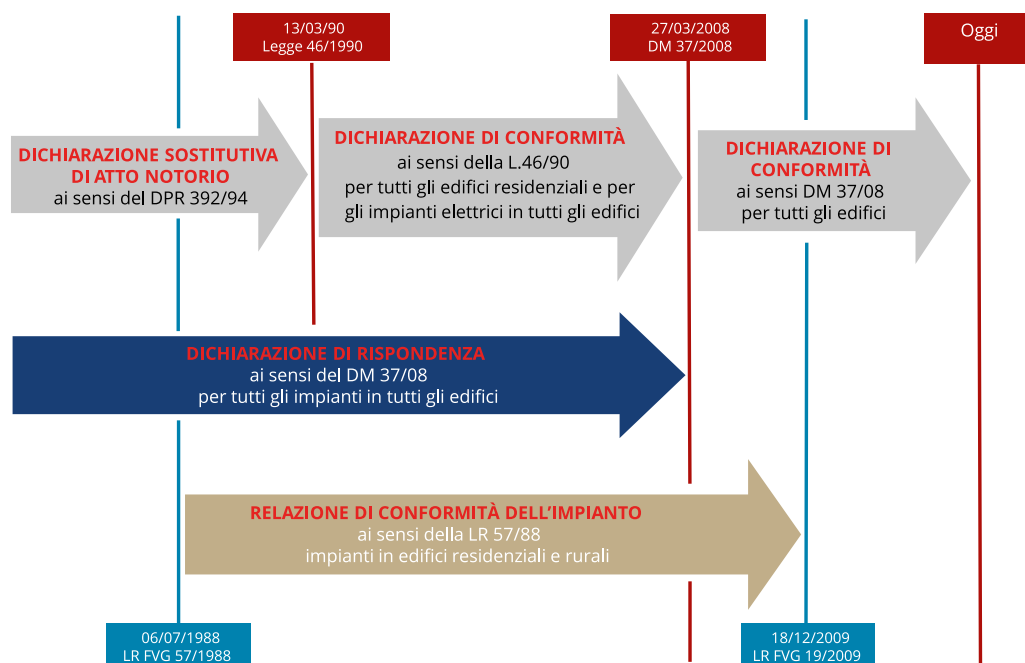 13/03/90
Legge 46/1990
27/03/2008
DM 37/2008
Oggi
DICHIARAZIONE SOSTITUTIVA
DI ATTO NOTORIO
ai sensi del DPR 392/94
DICHIARAZIONE DI CONFORMITÀ
ai sensi della L.46/90
per tutti gli edifici residenziali e per
gli impianti elettrici in tutti gli edifici
DICHIARAZIONE DI
CONFORMITÀ
ai sensi DM 37/08
per tutti gli edifici
DICHIARAZIONE DI RISPONDENZA
ai sensi del DM 37/08
per tutti gli impianti in tutti gli edifici
RELAZIONE DI CONFORMITÀ DELL'IMPIANTO
ai sensi della LR 57/88
impianti in edifici residenziali e rurali
06/07/1988
LR FVG 57/1988
18/12/2009
LR FVG 19/2009